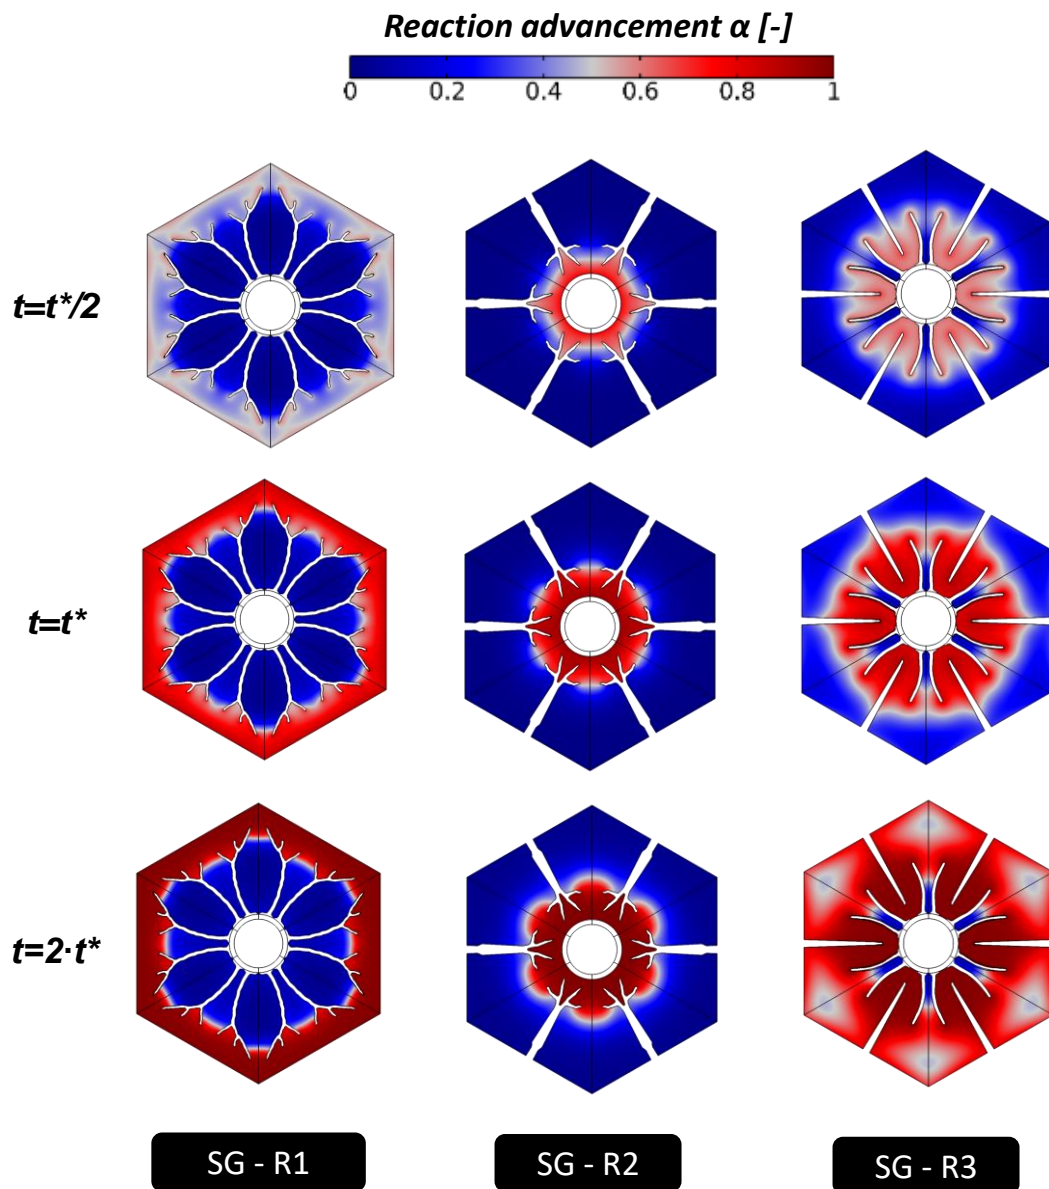 Reaction advancement α [-]
0 0.2 0.4 0.6 0.8 1
t=t*/2
t=t*
t=2·t*
SG - R1 SG - R2 SG - R3